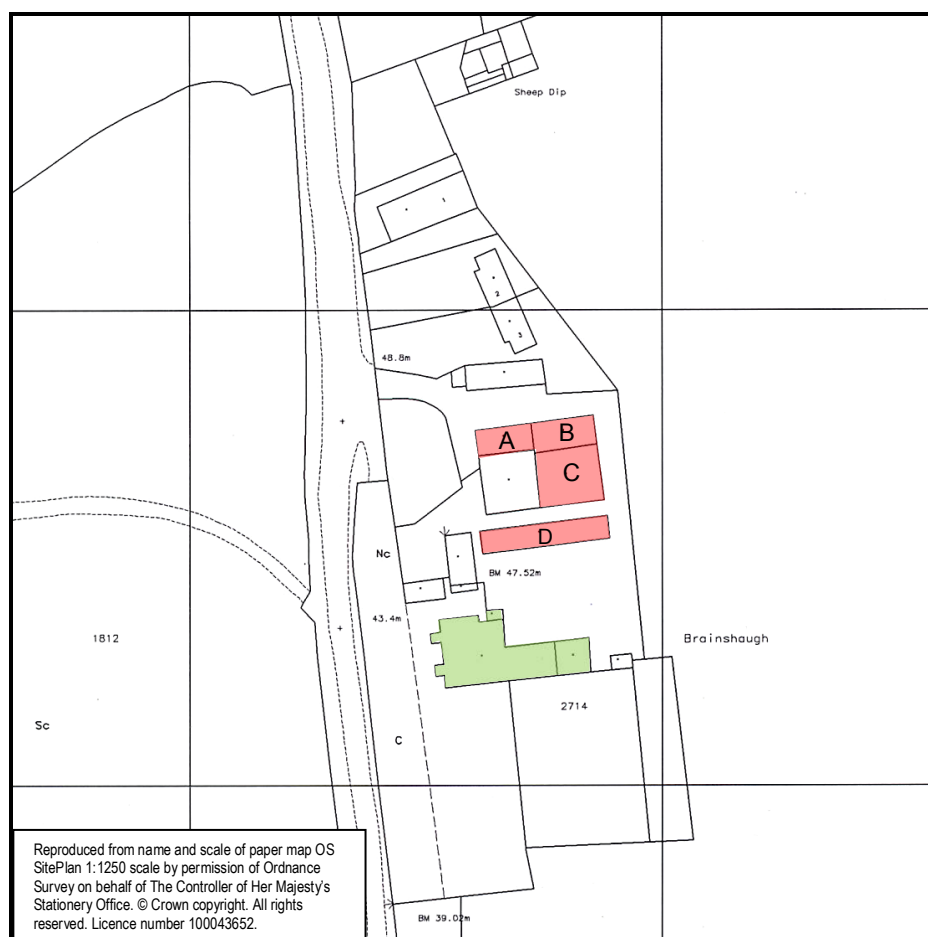 Sheep Dip
1
2
3
48.8m
A
B
C
D
Nc
BM 47.52m
43.4m
1812
Brainshaugh
2714
Sc
C
Reproduced from name and scale of paper map OS
SitePlan 1:1250 scale by permission of Ordnance
Survey on behalf of The Controller of Her Majesty's
Stationery Office. © Crown copyright. All rights
reserved. Licence number 100043652.
BM 39.02m